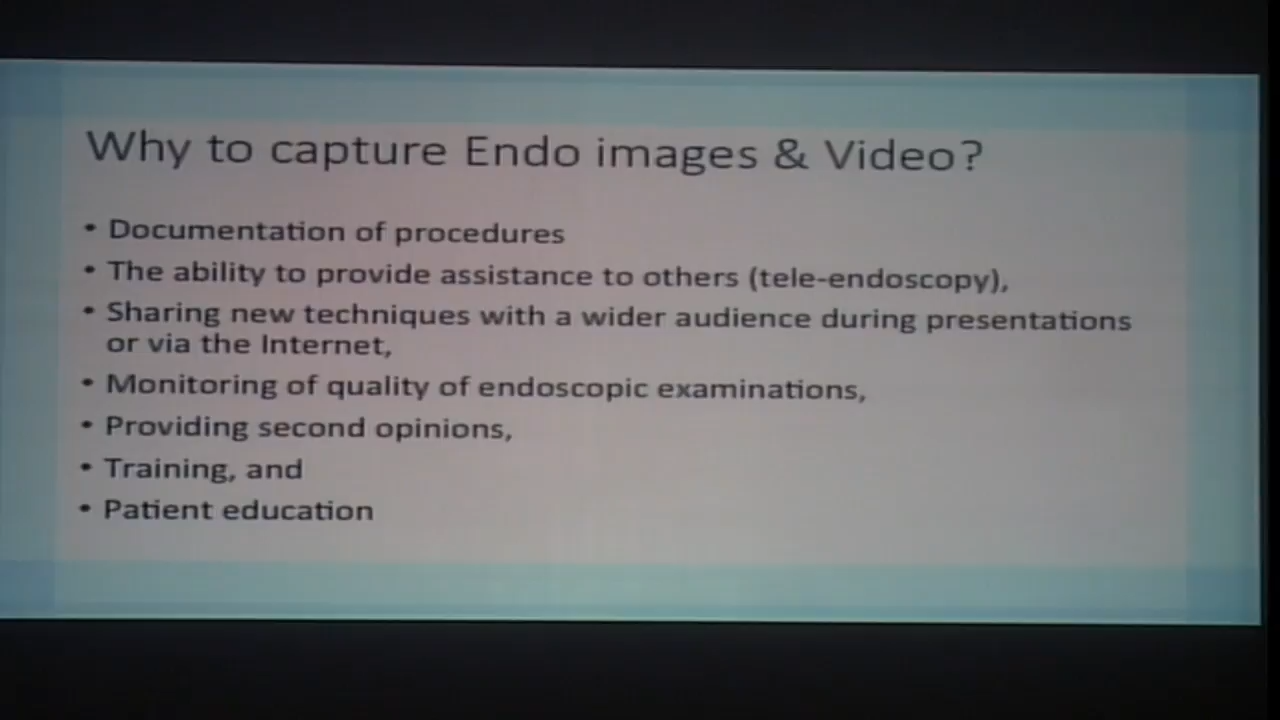 Why to capture Endo images & Video?
• Documentation of procedures
• The ability to provide assistance to others (tele-endoscopy),
• Sharing new techniques with a wider audience during presentations
or via the Internet,
• Monitoring of quality of endoscopic examinations,
• Providing second opinions,
• Training, and
• Patient education